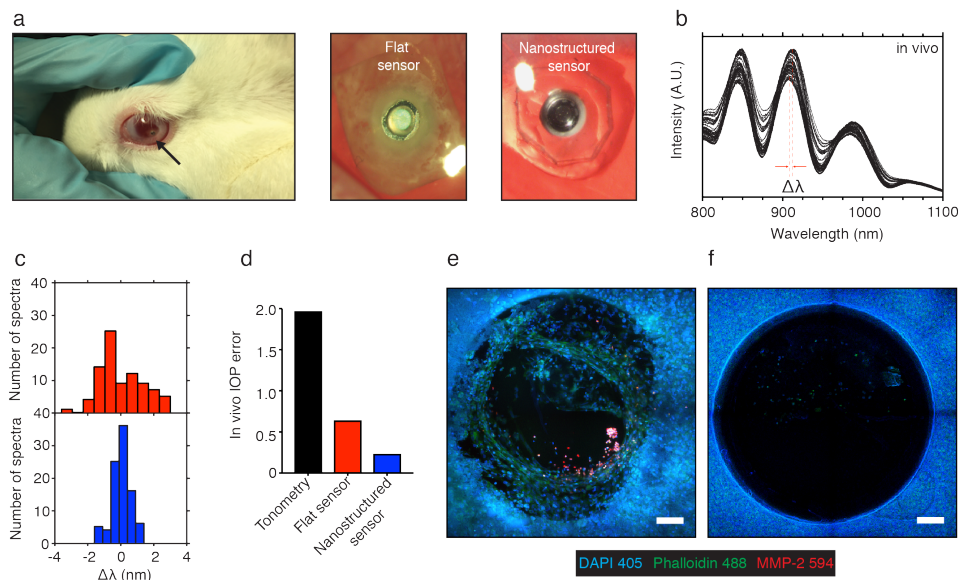 a
Flat
sensor
Nanostructured
sensor
b
in vivo
Intensity (A.U.)
Δλ
800
900
1000
1100
Wavelength (nm)
c
Number of spectra
40
30
20
10
40
Number of spectra
30
20
10
0
-4
-2
0
2
4
Δλ (nm)
d
In vivo IOP error
2.0
1.5
1.0
0.5
0
Tonometry
Flat sensor
Nanostructured
sensor
e
f
DAPI 405 Phalloidin 488 MMP-2 594